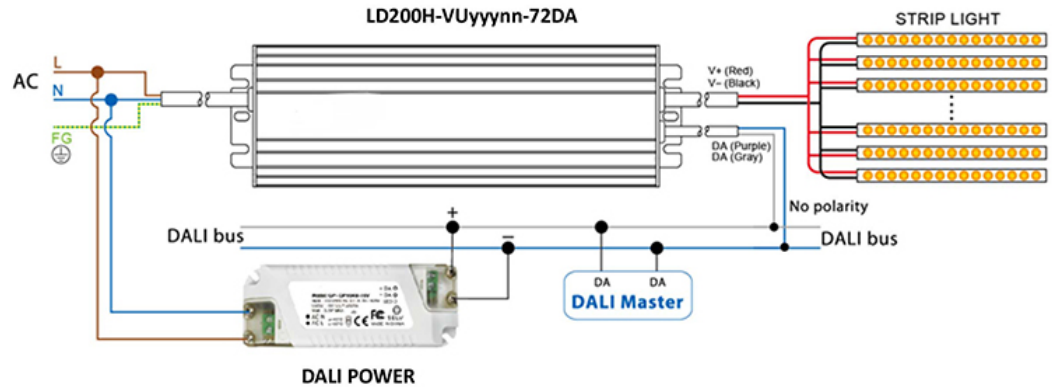 LD200H-VUyyynn-72DA
STRIP LIGHT
AC
L
N
FG
V+ (Red)
V− (Black)
DA (Purple)
DA (Gray)
No polarity
DALI bus
+
−
DALI bus
DA
DA
DALI Master
DALI POWER